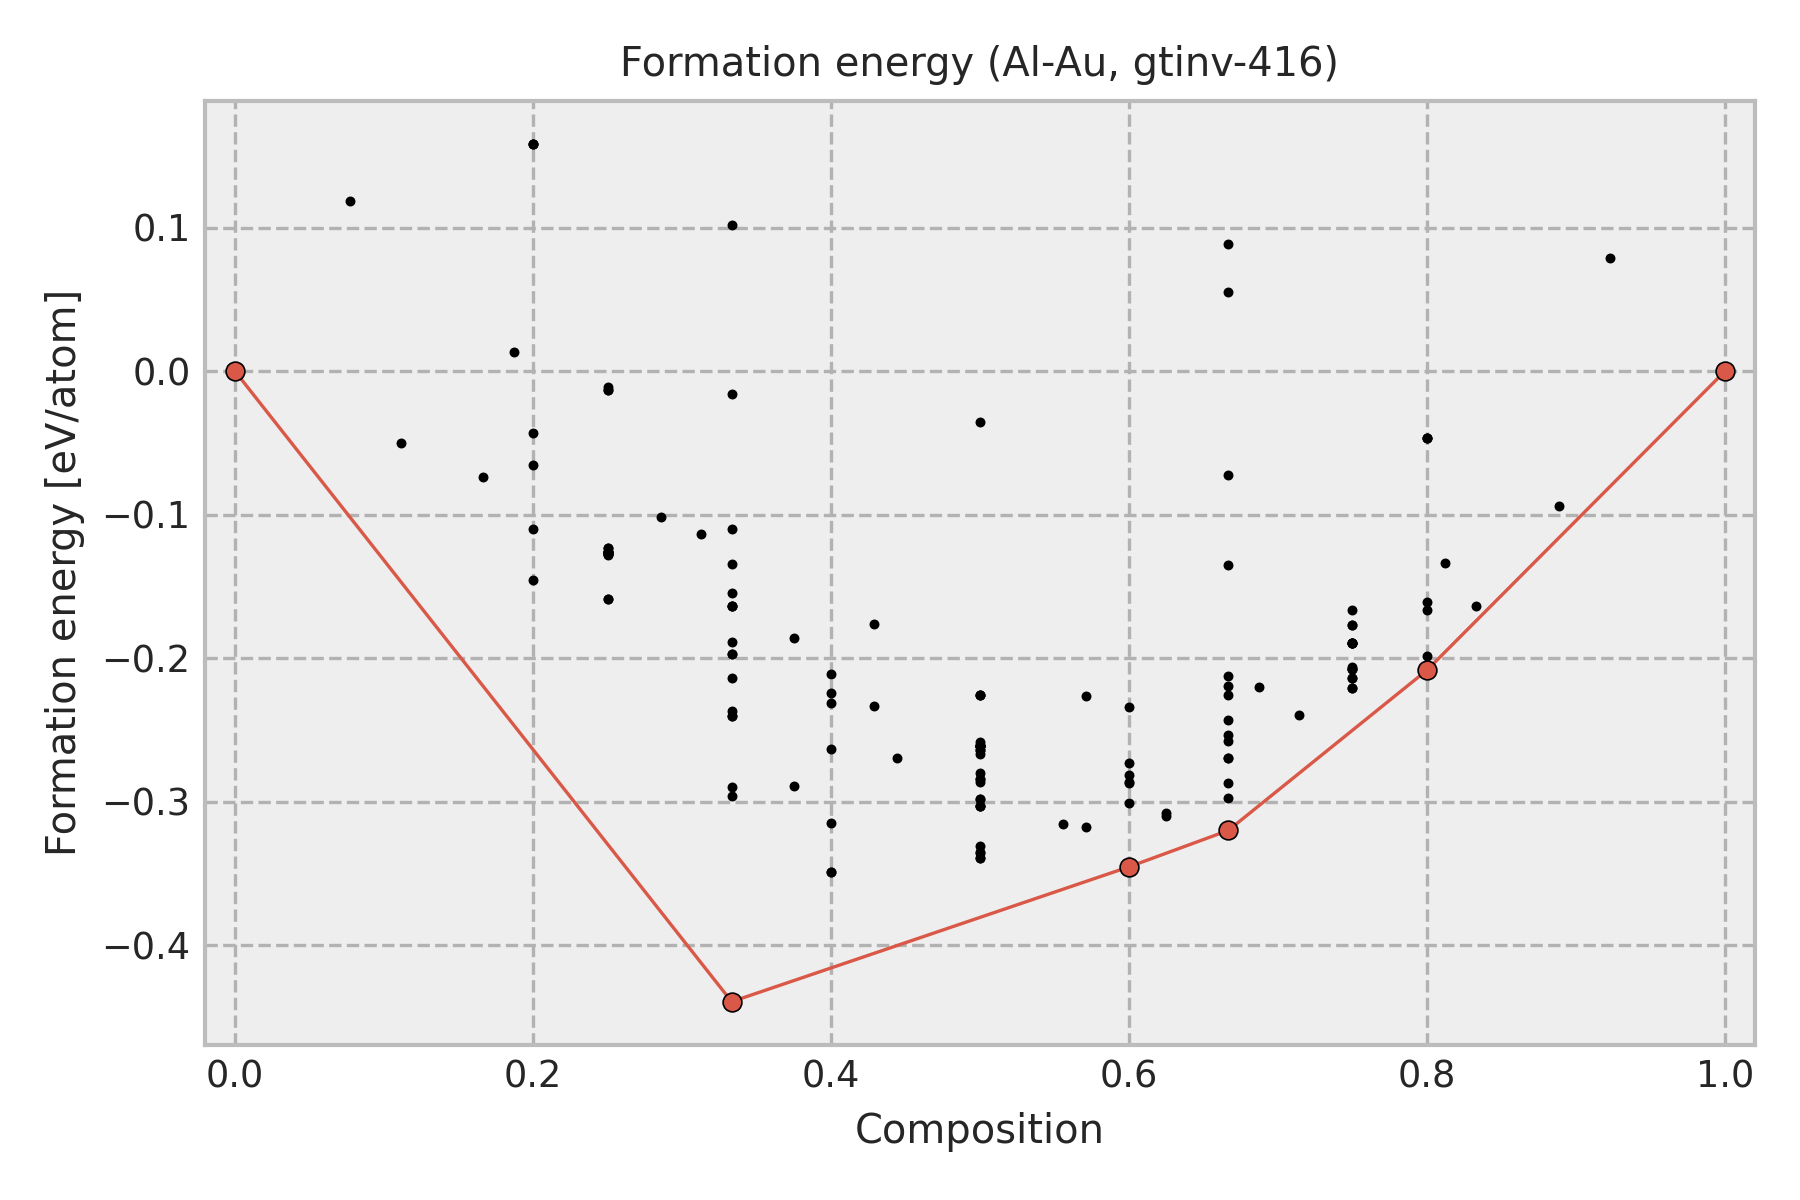 Formation energy (Al-Au, gtinv-416)
Formation energy [eV/atom]
0.1
0.0
−0.1
−0.2
−0.3
−0.4
0.0 0.2 0.4 0.6 0.8 1.0
Composition